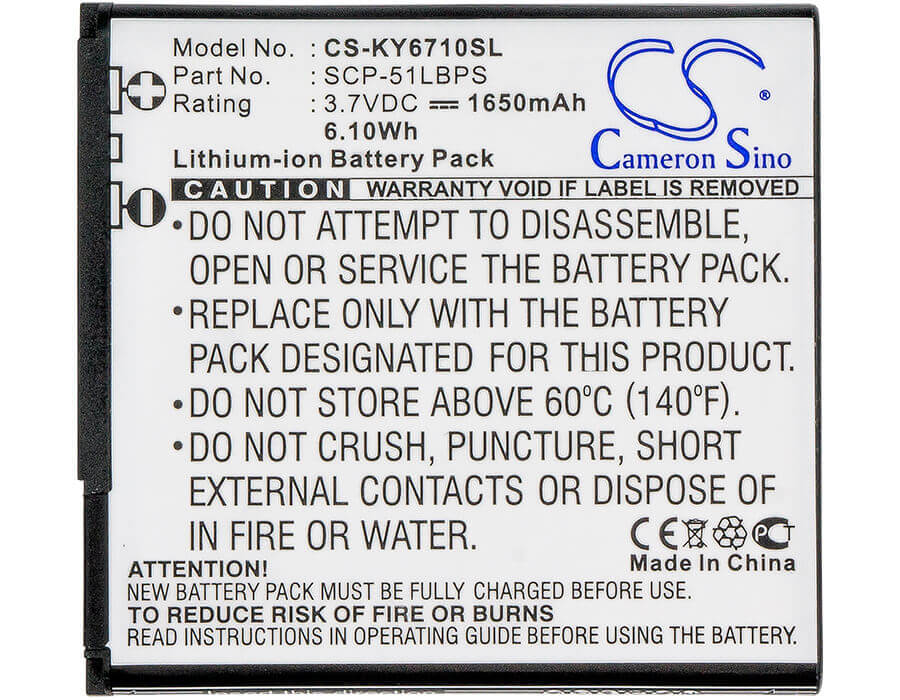 Model No.: CS-KY6710SL
Part No.: SCP-51LBPS
Rating : 3.7VDC ⎓ 1650mAh
6.10Wh
Lithium-ion Battery Pack
CS ®
Cameron Sino
CAUTION WARRANTY VOID IF LABEL IS REMOVED
•DO NOT ATTEMPT TO DISASSEMBLE,
OPEN OR SERVICE THE BATTERY PACK.
•REPLACE ONLY WITH THE BATTERY
PACK DESIGNATED FOR THIS PRODUCT.
•DO NOT STORE ABOVE 60°C (140°F).
•DO NOT CRUSH, PUNCTURE, SHORT
EXTERNAL CONTACTS OR DISPOSE OF
IN FIRE OR WATER.
CE PCT
Made In China
ATTENTION!
NEW BATTERY PACK MUST BE FULLY CHARGED BEFORE USE.
TO REDUCE RISK OF FIRE OR BURNS
READ INSTRUCTIONS IN OPERATING GUIDE BEFORE USING BATTERY.